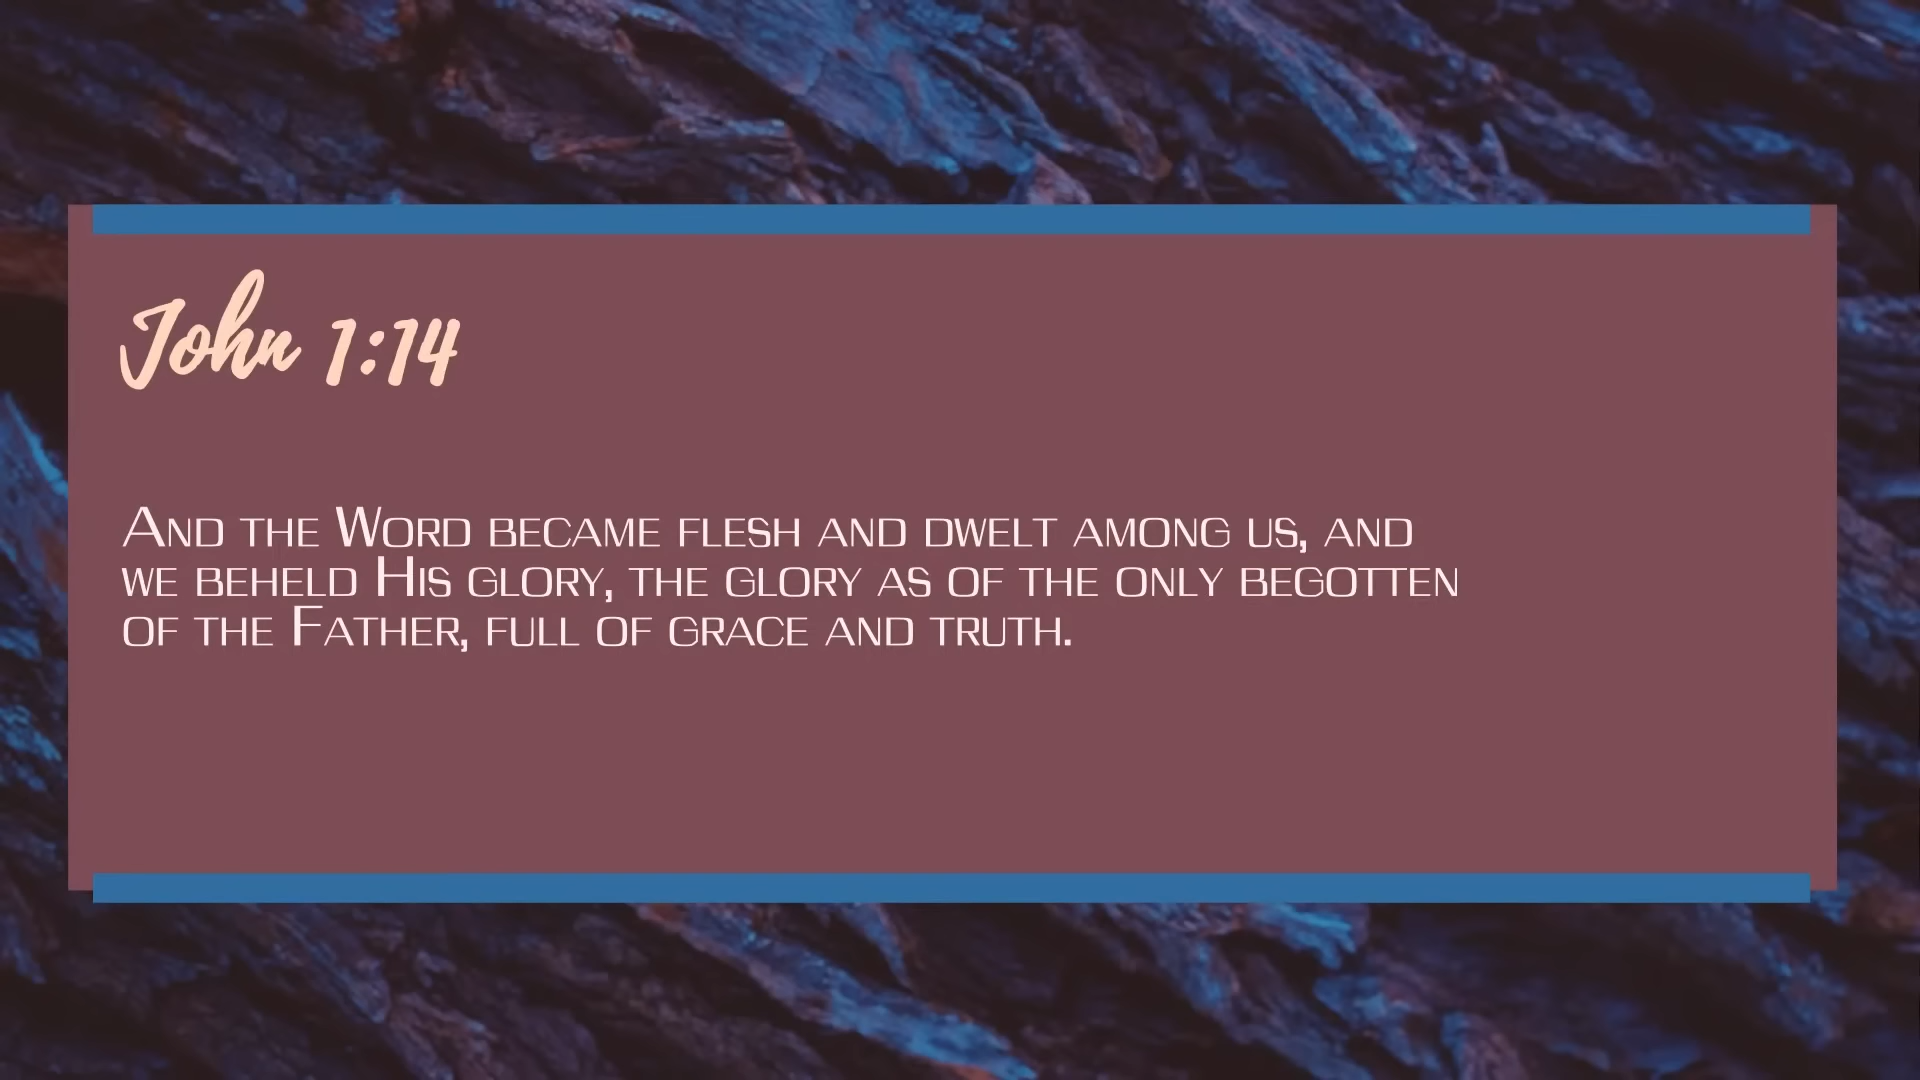 John 1:14
And the Word became flesh and dwelt among us, and
we beheld His glory, the glory as of the only begotten
of the Father, full of grace and truth.